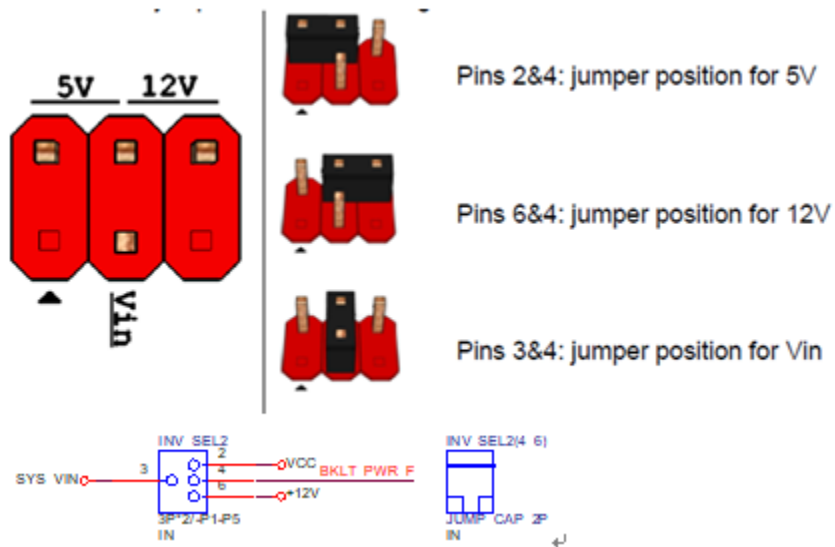 5V 12V
Vin
Pins 2&4: jumper position for 5V
Pins 6&4: jumper position for 12V
Pins 3&4: jumper position for Vin
INV SEL2
2
SYS VIN 3 4 VCC BKLT PWR F
6 +12V
3P*2/-P1-P5
IN
INV SEL2(4 6)
JUMP CAP 2P
IN